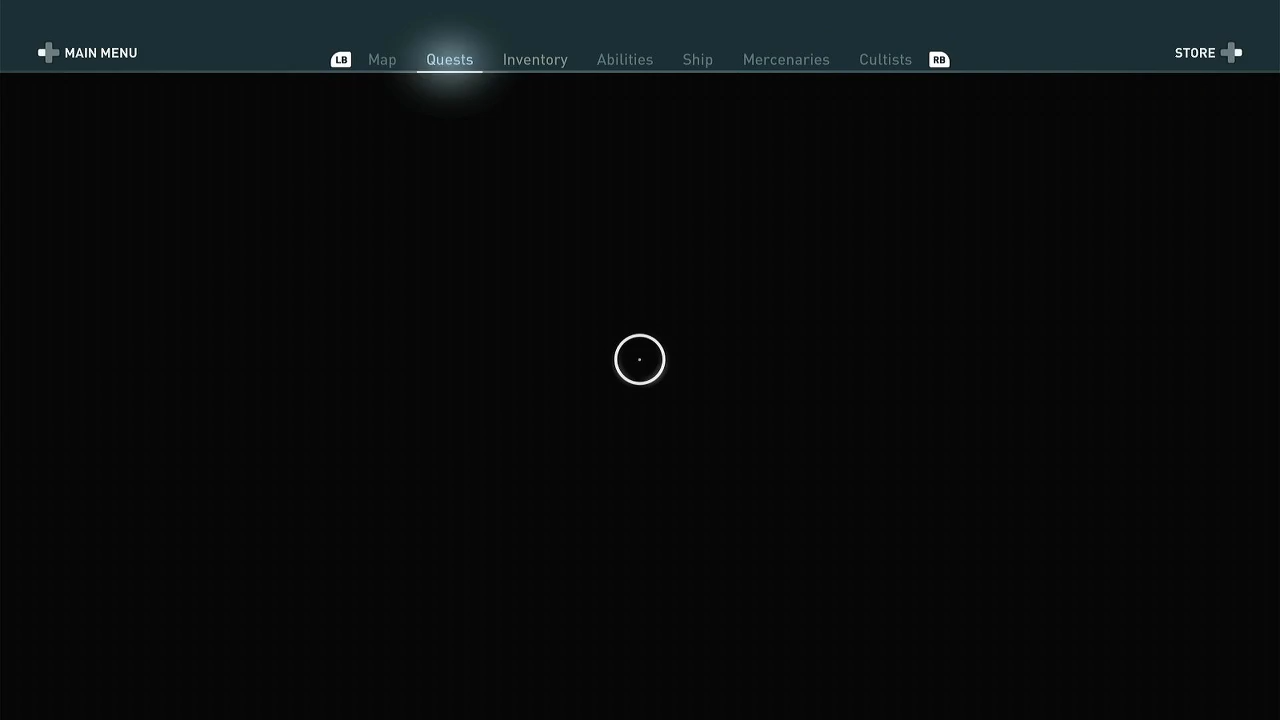 MAIN MENU
LB Map Quests Inventory Abilities Ship Mercenaries Cultists RB
STORE